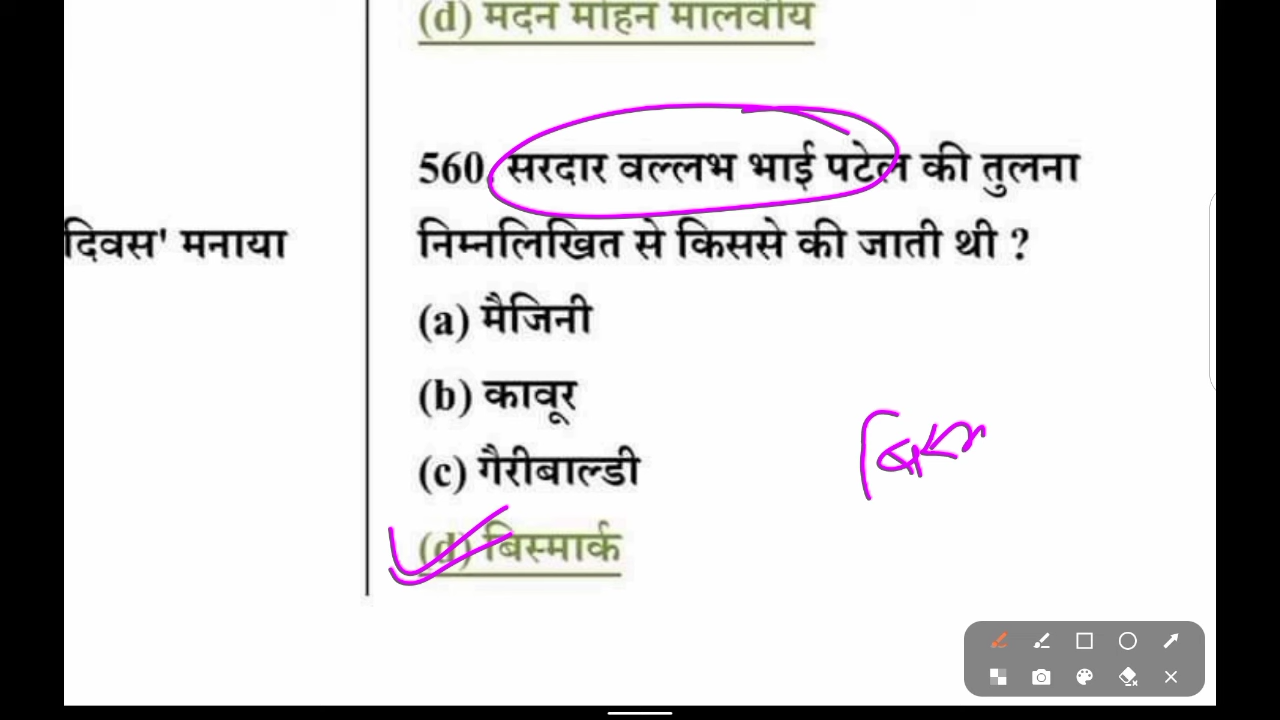 (d) मदन मोहन मालवीय
दिवस' मनाया
560. सरदार वल्लभ भाई पटेल की तुलना
निम्नलिखित से किससे की जाती थी ?
(a) मैजिनी
(b) कावूर
(c) गैरीबाल्डी
(d) बिस्मार्क